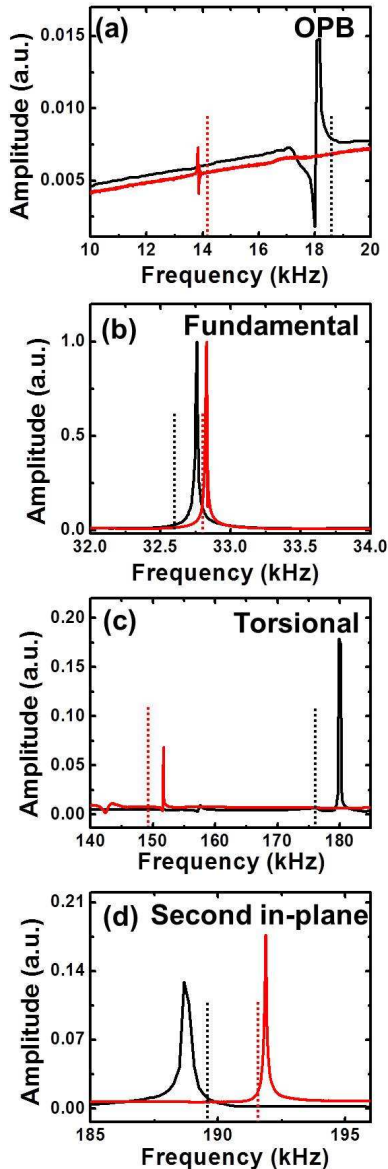 (a) OPB
Amplitude (a.u.)
0.015
0.010
0.005
10 12 14 16 18 20
Frequency (kHz)
(b) Fundamental
Amplitude (a.u.)
1.0
0.5
0.0
32.0 32.5 33.0 33.5 34.0
Frequency (kHz)
(c) Torsional
Amplitude (a.u.)
0.20
0.15
0.10
0.05
0.00
140 150 160 170 180
Frequency (kHz)
(d) Second in-plane
Amplitude (a.u.)
0.21
0.14
0.07
0.00
185 190 195
Frequency (kHz)